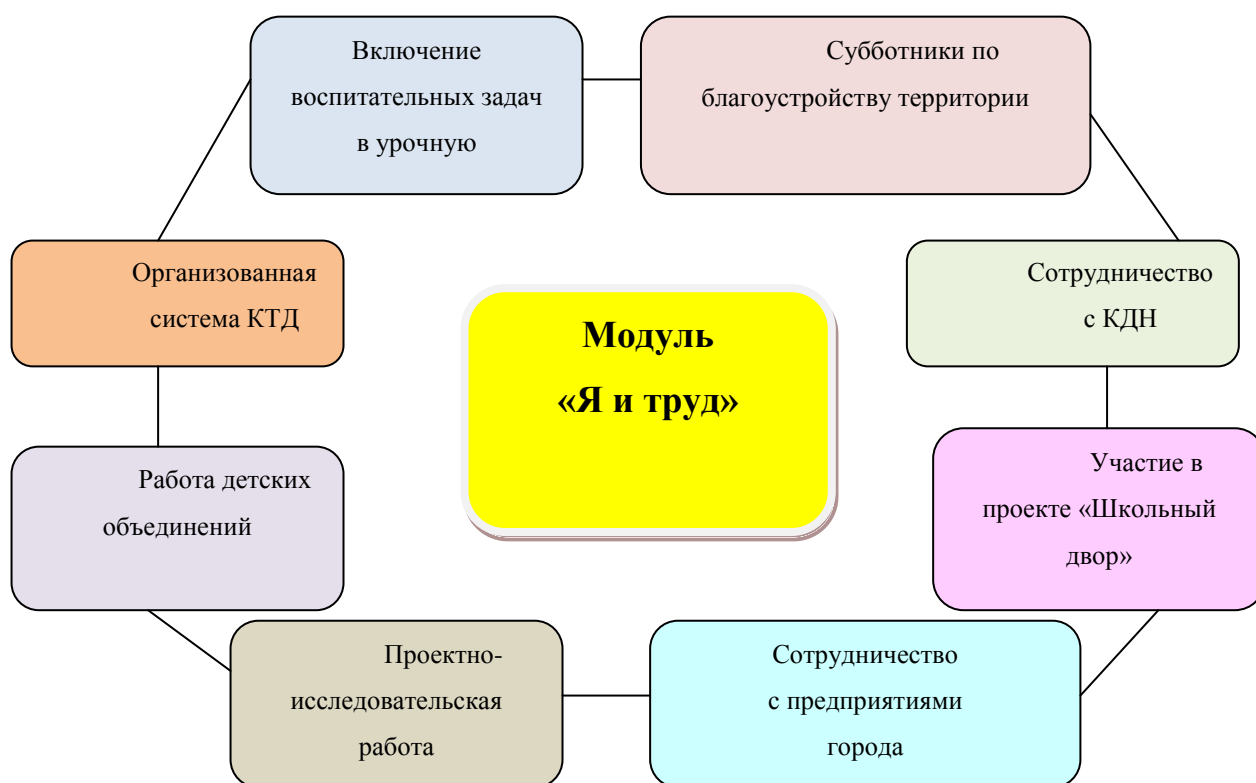 Включение
воспитательных задач
в урочную
Субботники по
благоустройству территории
Организованная
система КТД
Сотрудничество
с КДН
Модуль
«Я и труд»
Работа детских
объединений
Участие в
проекте «Школьный
двор»
Проектно-
исследовательская
работа
Сотрудничество
с предприятиями
города